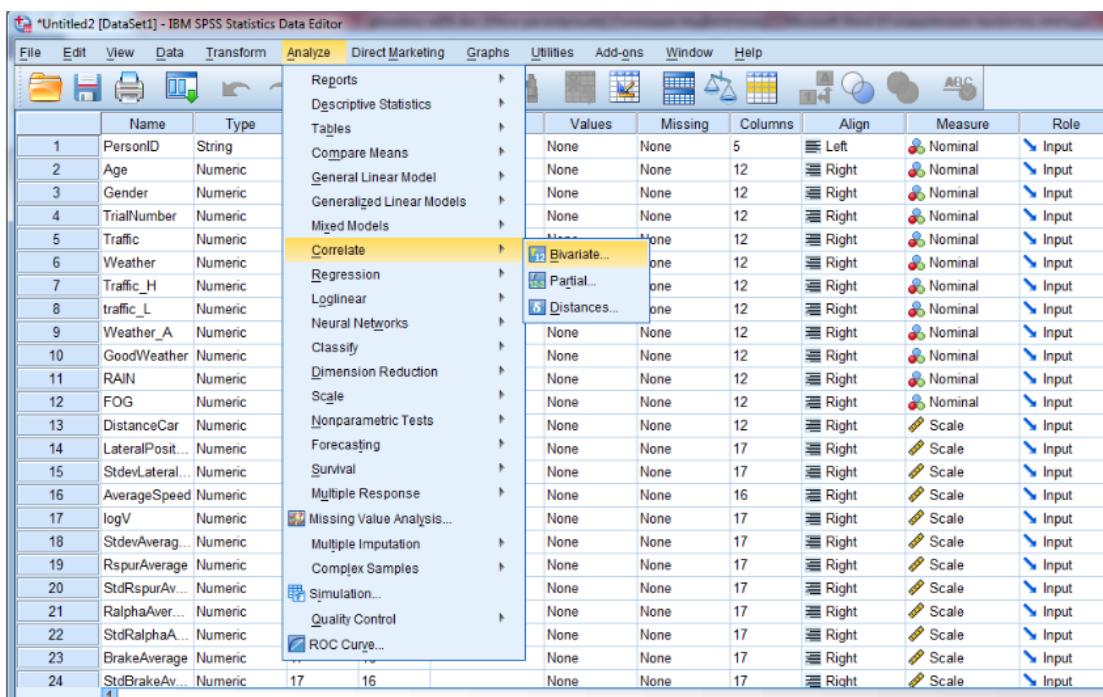 *Untitled2 [DataSet1] - IBM SPSS Statistics Data Editor
File Edit View Data Transform Analyze Direct Marketing Graphs Utilities Add-ons Window Help
Name Type Values Missing Columns Align Measure Role
1 PersonID String None None 5 Left Nominal Input
2 Age Numeric None None 12 Right Nominal Input
3 Gender Numeric None None 12 Right Nominal Input
4 TrialNumber Numeric None None 12 Right Nominal Input
5 Traffic Numeric None one 12 Right Nominal Input
6 Weather Numeric one 12 Right Nominal Input
7 Traffic_H Numeric one 12 Right Nominal Input
8 traffic_L Numeric one 12 Right Nominal Input
9 Weather_A Numeric None None 12 Right Nominal Input
10 GoodWeather Numeric None None 12 Right Nominal Input
11 RAIN Numeric None None 12 Right Nominal Input
12 FOG Numeric None None 12 Right Nominal Input
13 DistanceCar Numeric None None 12 Right Scale Input
14 LateralPosit... Numeric None None 17 Right Scale Input
15 StdevLateral... Numeric None None 17 Right Scale Input
16 AverageSpeed Numeric None None 16 Right Scale Input
17 logV Numeric None None 17 Right Scale Input
18 StdevAverag... Numeric None None 17 Right Scale Input
19 RspurAverage Numeric None None 17 Right Scale Input
20 StdRspurAv... Numeric None None 17 Right Scale Input
21 RalphaAver... Numeric None None 17 Right Scale Input
22 StdRalphaA... Numeric None None 17 Right Scale Input
23 BrakeAverage Numeric None None 17 Right Scale Input
24 StdBrakeAv... Numeric 17 16 None None 17 Right Scale Input
Reports
Descriptive Statistics
Tables
Compare Means
General Linear Model
Generalized Linear Models
Mixed Models
Correlate
Regression
Loglinear
Neural Networks
Classify
Dimension Reduction
Scale
Nonparametric Tests
Forecasting
Survival
Multiple Response
Missing Value Analysis...
Multiple Imputation
Complex Samples
Simulation...
Quality Control
ROC Curve...
Bivariate...
Partial...
Distances...